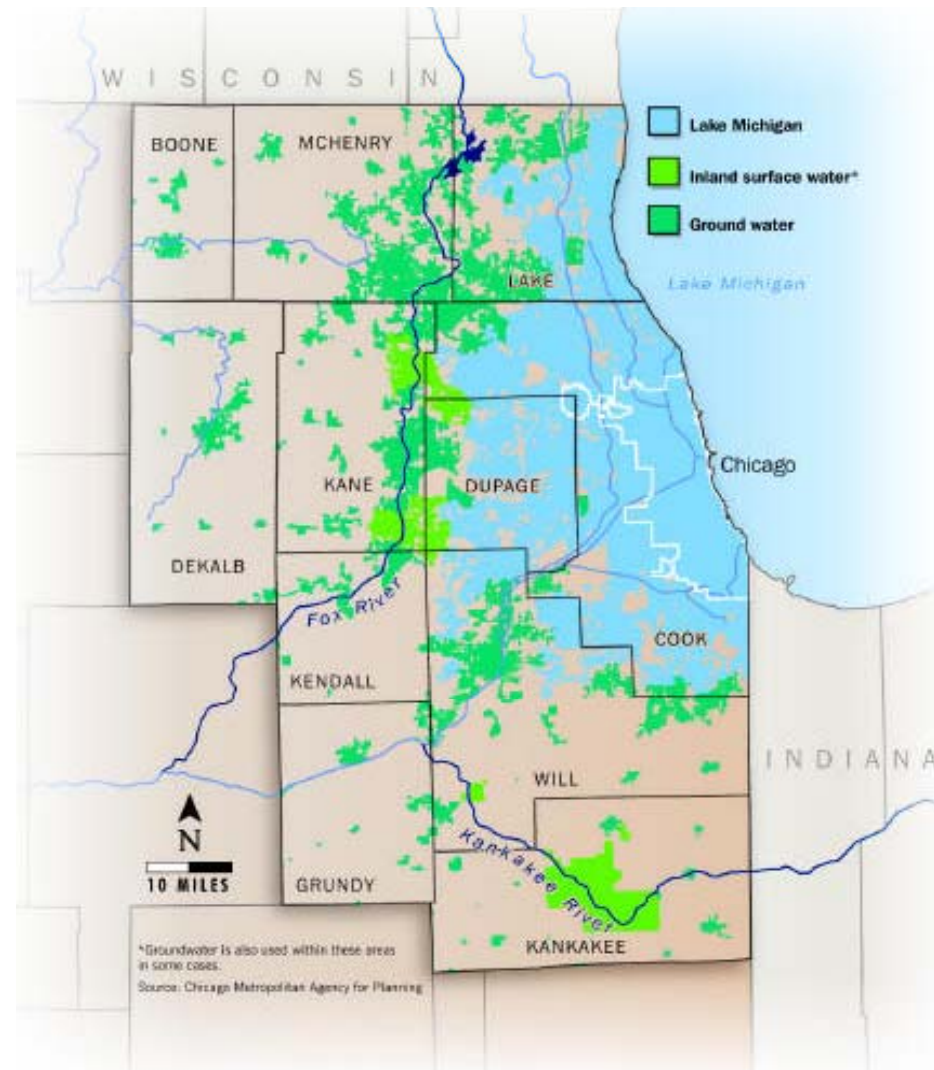 WISCONSIN
BOONE
MCHENRY
Lake Michigan
Inland surface water*
Ground water
LAKE
Lake Michigan
Chicago
KANE
DUPAGE
DEKALB
Fox River
COOK
KENDALL
INDIANA
WILL
N
10 MILES
Kankakee River
GRUNDY
KANKAKEE
*Groundwater is also used within these areas
in some cases.
Source: Chicago Metropolitan Agency for Planning